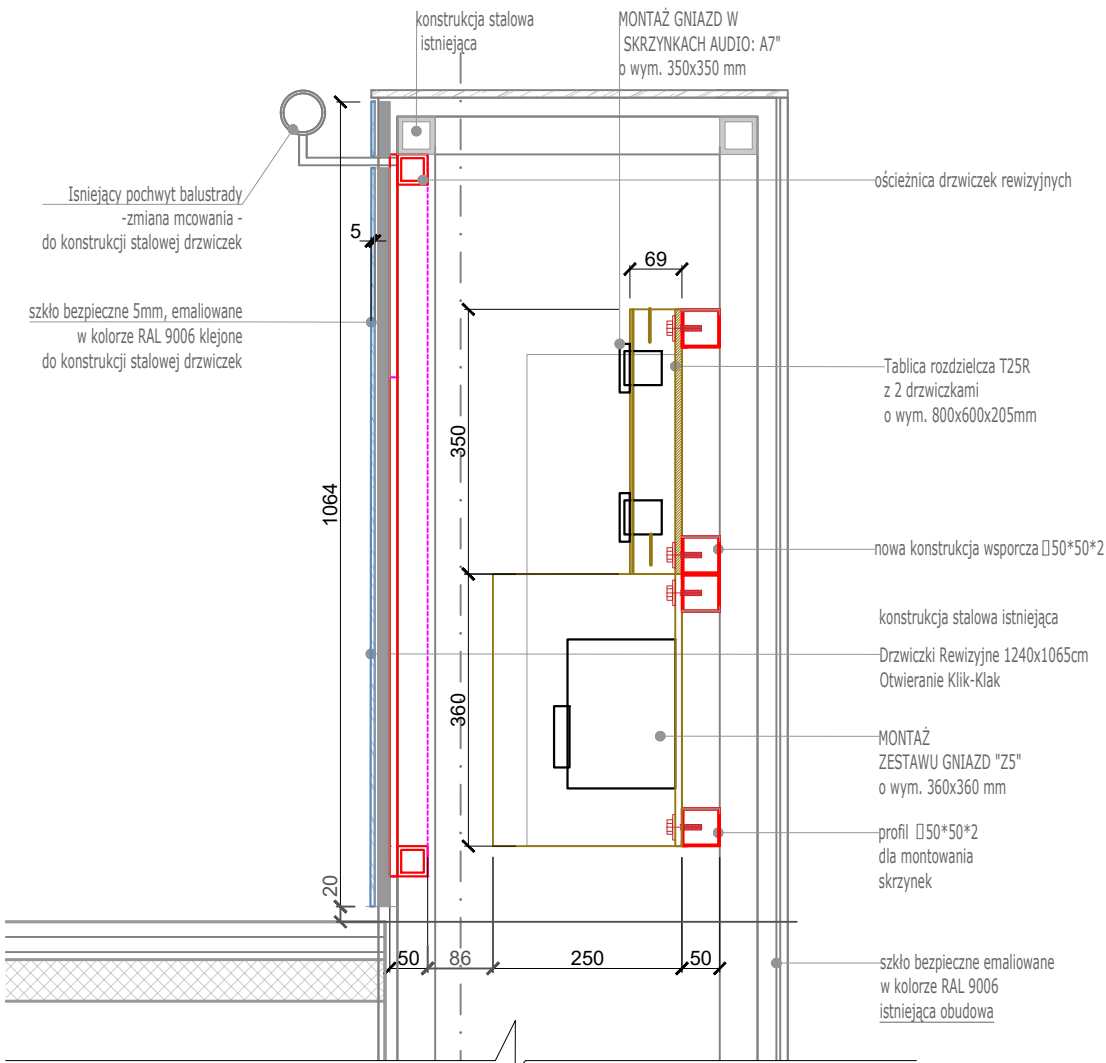 konstrukcja stalowa
istniejąca
MONTAŻ GNIAZD W
SKRZYNKACH AUDIO: A7"
o wym. 350x350 mm
Isniejący pochwyt balustrady
-zmiana mcowania -
do konstrukcji stalowej drzwiczek
ościeżnica drzwiczek rewizyjnych
5
69
szkło bezpieczne 5mm, emaliowane
w kolorze RAL 9006 klejone
do konstrukcji stalowej drzwiczek
Tablica rozdzielcza T25R
z 2 drzwiczkami
o wym. 800x600x205mm
350
1064
nowa konstrukcja wsporcza □50*50*2
konstrukcja stalowa istniejąca
Drzwiczki Rewizyjne 1240x1065cm
Otwieranie Klik-Klak
360
MONTAŻ
ZESTAWU GNIAZD "Z5"
o wym. 360x360 mm
profil □50*50*2
dla montowania
skrzynek
20
50
86
250
50
szkło bezpieczne emaliowane
w kolorze RAL 9006
istniejąca obudowa